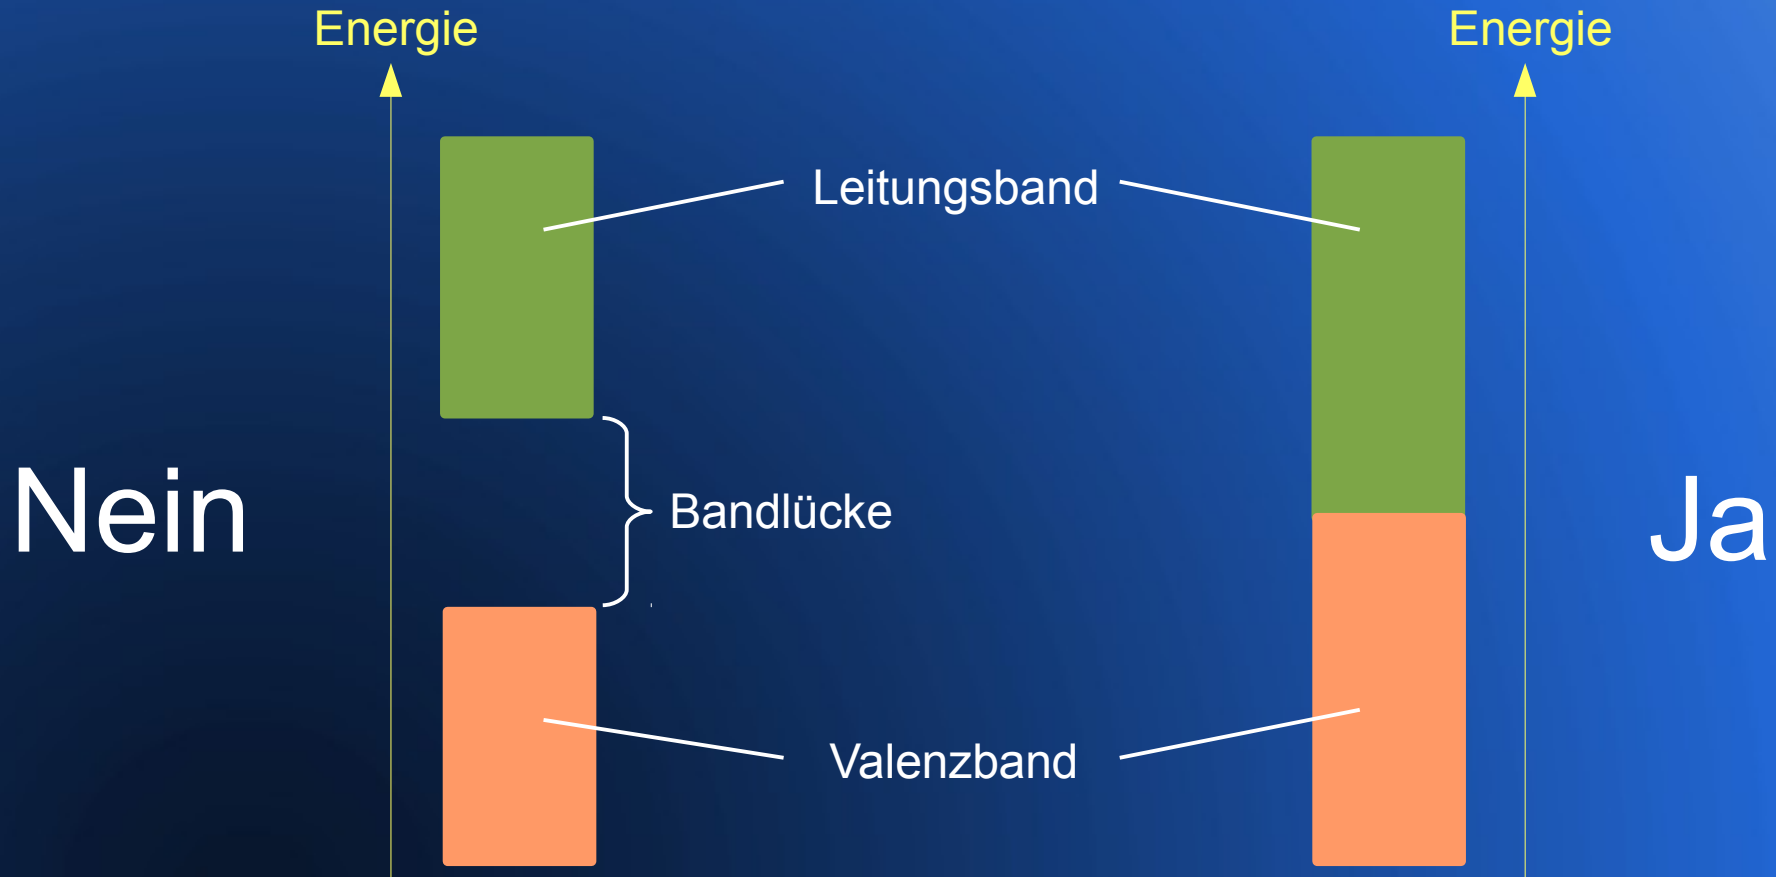 Energie
Energie
Leitungsband
Nein
Bandlücke
Ja
Valenzband